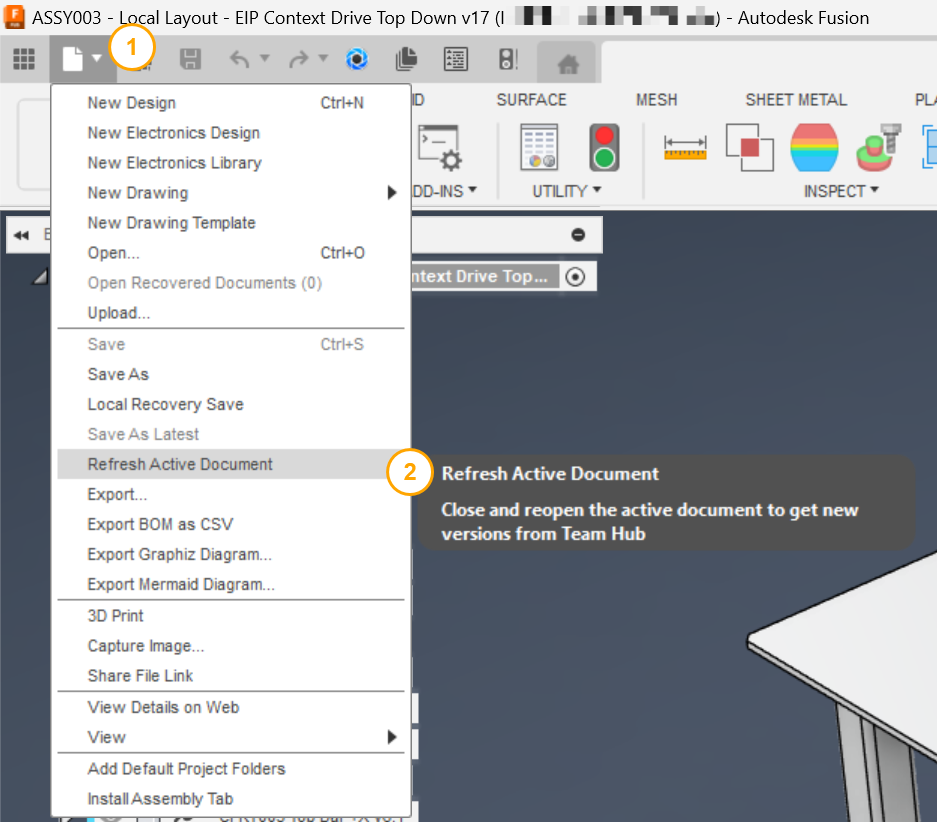 ASSY003 - Local Layout - EIP Context Drive Top Down v17 (I ) - Autodesk Fusion
1
SURFACE
MESH
SHEET METAL
DD-INS
UTILITY
INSPECT
New Design Ctrl+N
New Electronics Design
New Electronics Library
New Drawing
New Drawing Template
Open... Ctrl+O
ntext Drive Top...
Open Recovered Documents (0)
Upload...
Save Ctrl+S
Save As
Local Recovery Save
Save As Latest
Refresh Active Document
2
Refresh Active Document
Close and reopen the active document to get new
versions from Team Hub
Export...
Export BOM as CSV
Export Graphiz Diagram...
Export Mermaid Diagram...
3D Print
Capture Image...
Share File Link
View Details on Web
View
Add Default Project Folders
Install Assembly Tab